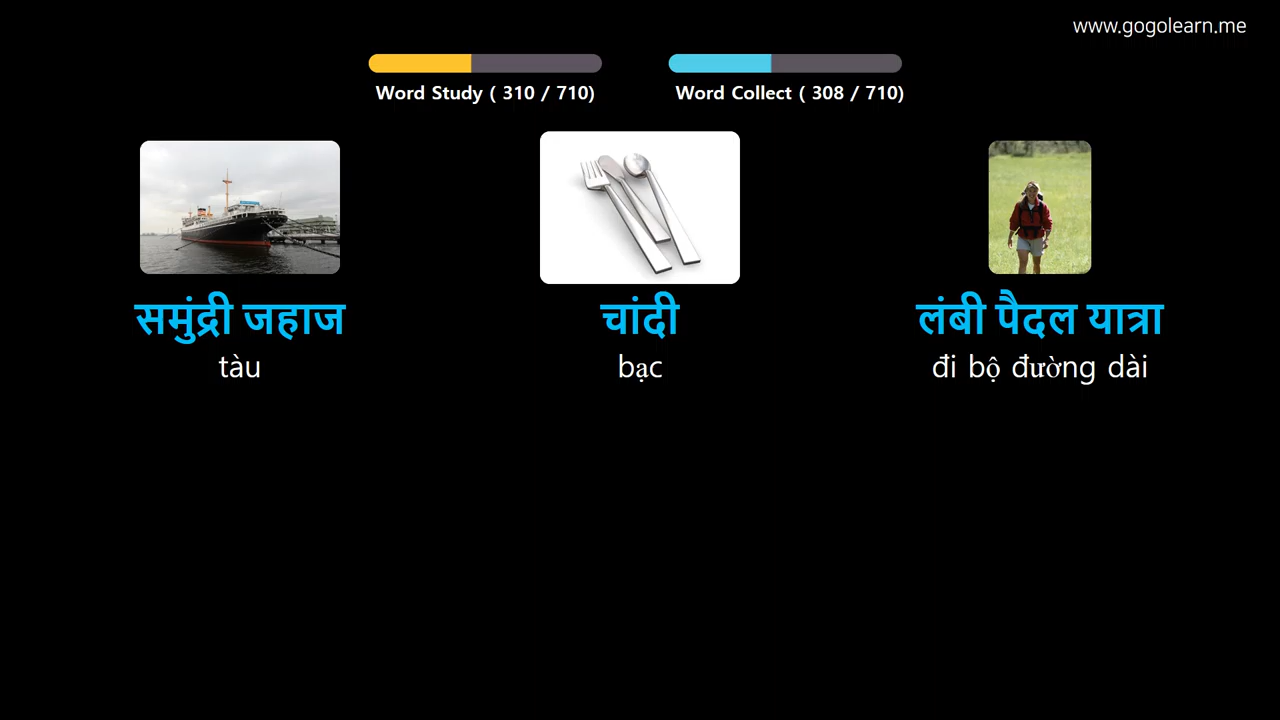 www.gogolearn.me
Word Study ( 310 / 710)
Word Collect ( 308 / 710)
समुंद्री जहाज
चांदी
लंबी पैदल यात्रा
tàu
bạc
đi bộ đường dài